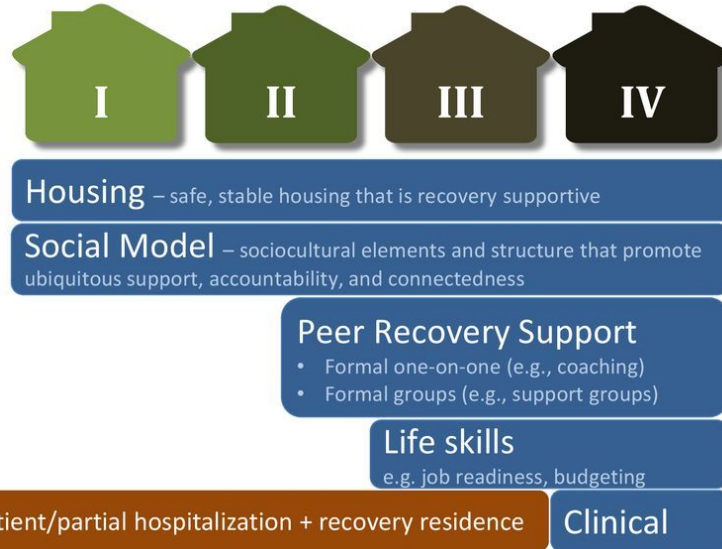 I II III IV
Housing – safe, stable housing that is recovery supportive
Social Model – sociocultural elements and structure that promote
ubiquitous support, accountability, and connectedness
Peer Recovery Support
• Formal one-on-one (e.g., coaching)
• Formal groups (e.g., support groups)
Life skills
e.g. job readiness, budgeting
hospitalization + recovery residence Clinical